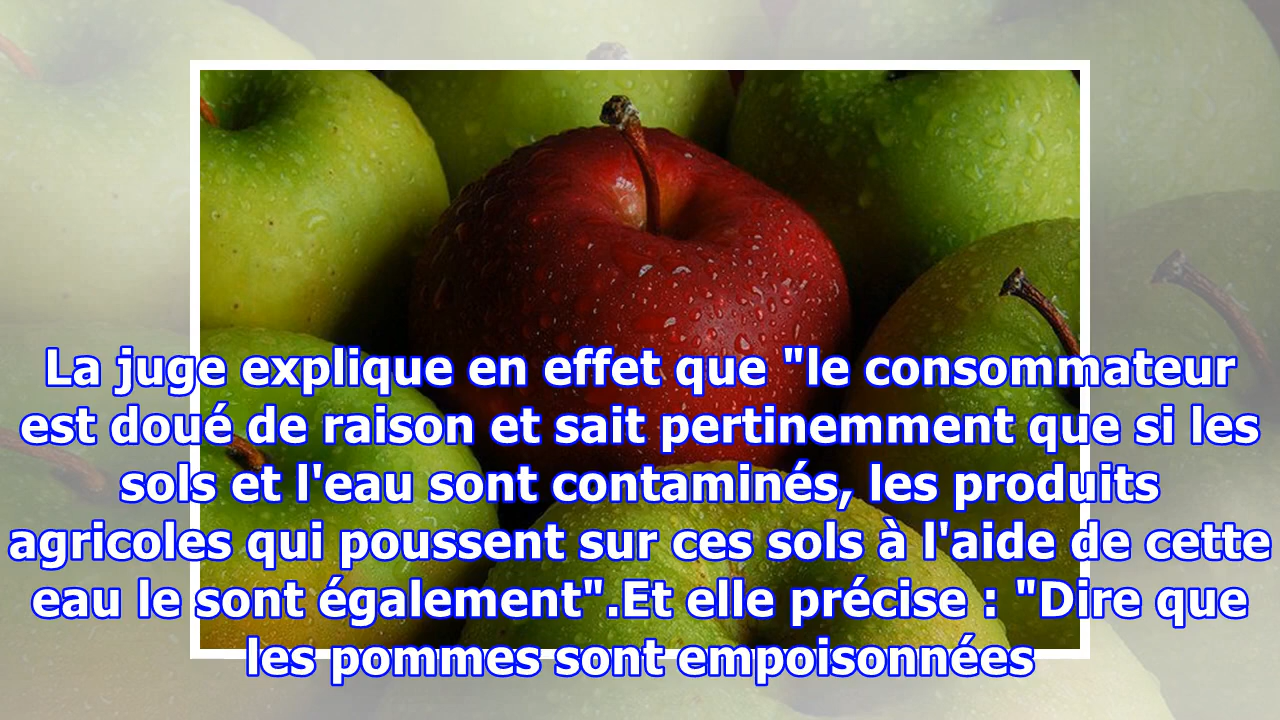 La juge explique en effet que "le consommateur
est doué de raison et sait pertinemment que si les
sols et l'eau sont contaminés, les produits
agricoles qui poussent sur ces sols à l'aide de cette
eau le sont également".Et elle précise : "Dire que
les pommes sont empoisonnées